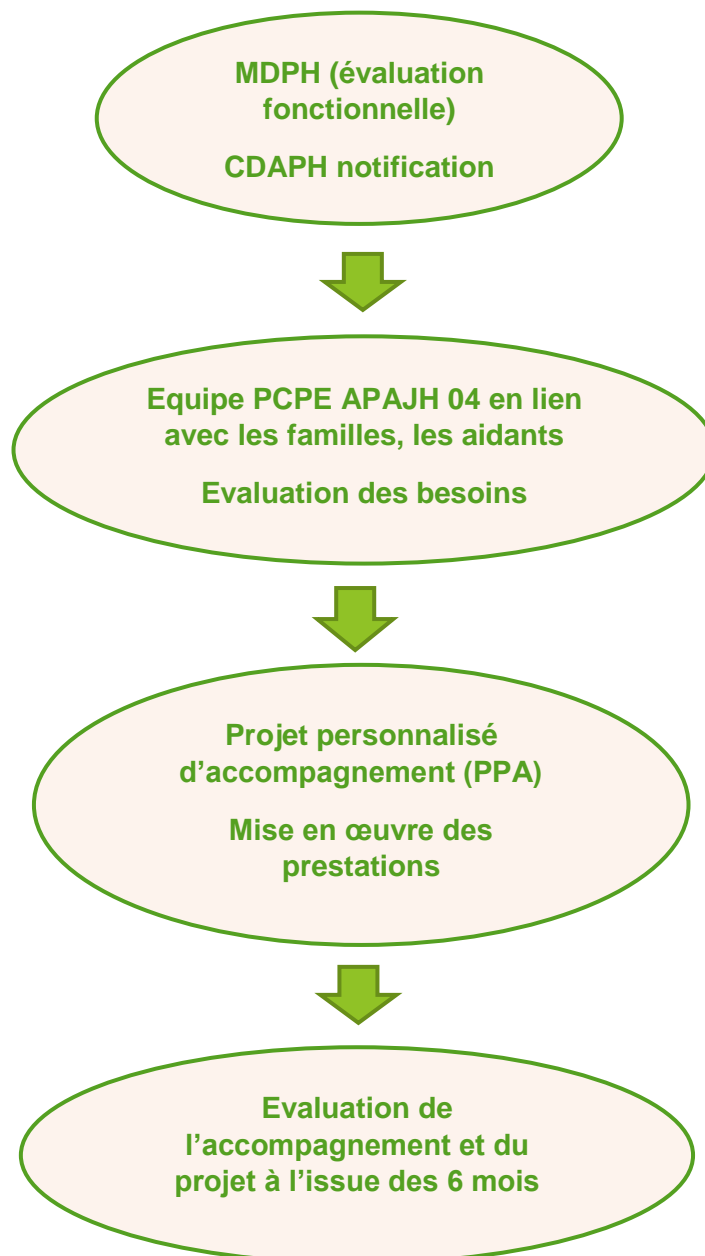 MDPH (évaluation
fonctionnelle)
CDAPH notification
Equipe PCPE APAJH 04 en lien
avec les familles, les aidants
Evaluation des besoins
Projet personnalisé
d’accompagnement (PPA)
Mise en œuvre des
prestations
Evaluation de
l’accompagnement et du
projet à l’issue des 6 mois